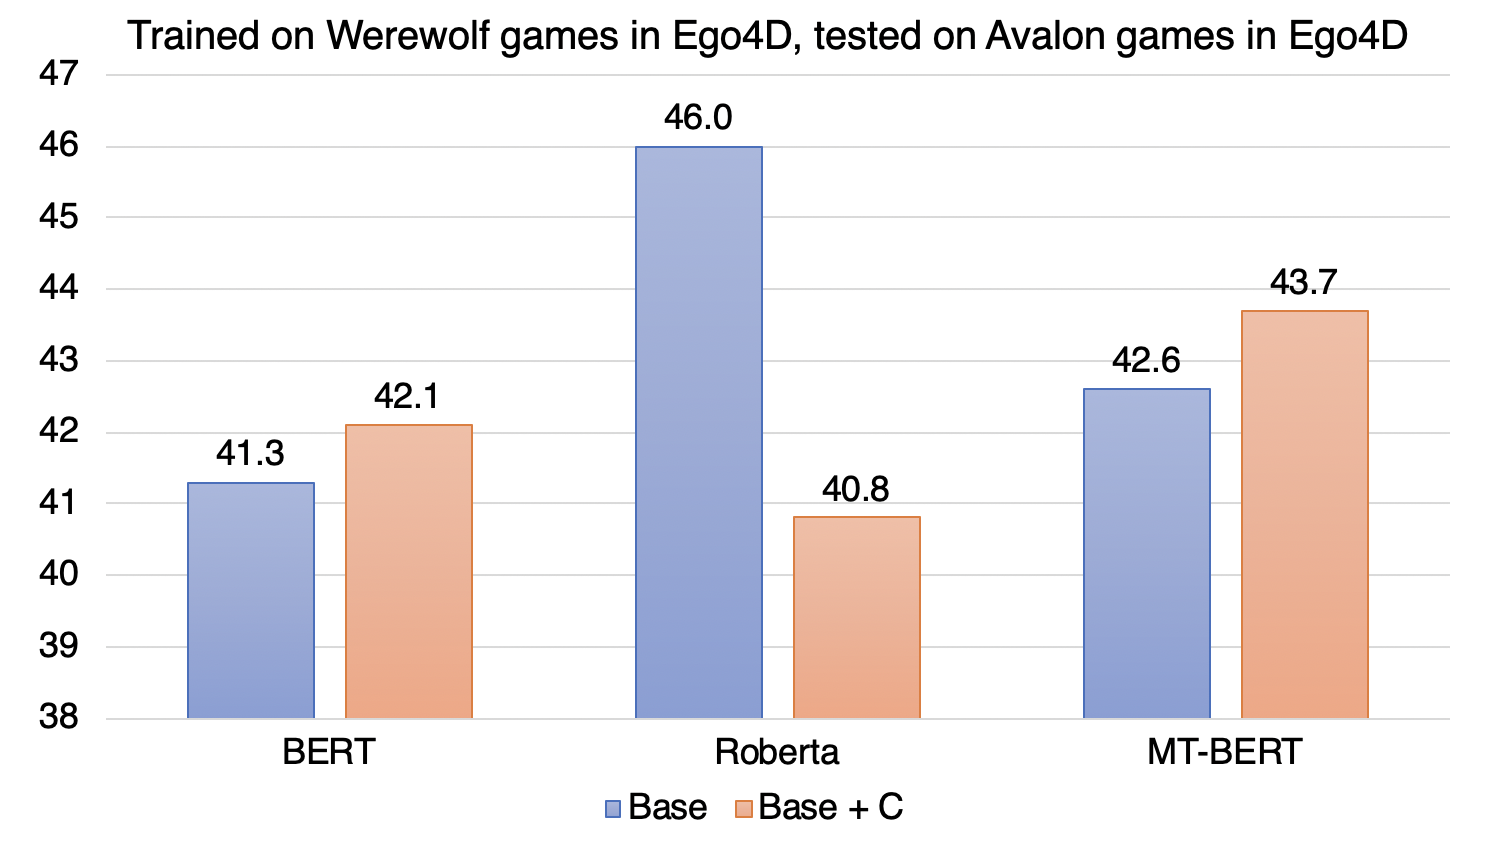 Trained on Werewolf games in Ego4D, tested on Avalon games in Ego4D
47
46
45
44
43
42
41
40
39
38
41.3
42.1
46.0
40.8
42.6
43.7
BERT
Roberta
MT-BERT
Base
Base + C